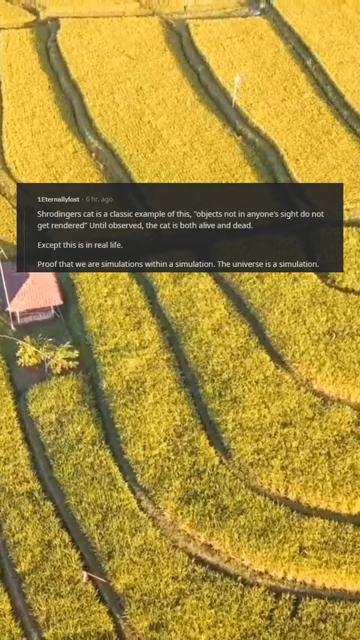 1Eternallylost · 6 hr. ago
Shrodingers cat is a classic example of this, "objects not in anyone's sight do not
get rendered" Until observed, the cat is both alive and dead.
Except this is in real life.
Proof that we are simulations within a simulation. The universe is a simulation.